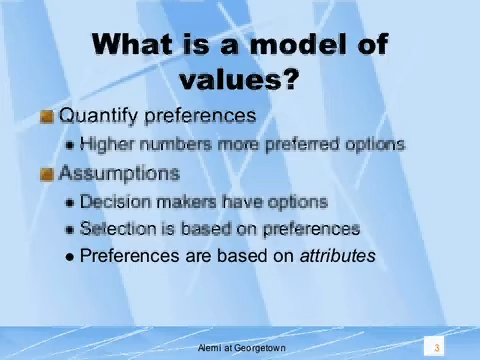 What is a model of
values?
Quantify preferences
Higher numbers more preferred options
Assumptions
Decision makers have options
Selection is based on preferences
Preferences are based on attributes
Alemi at Georgetown
3